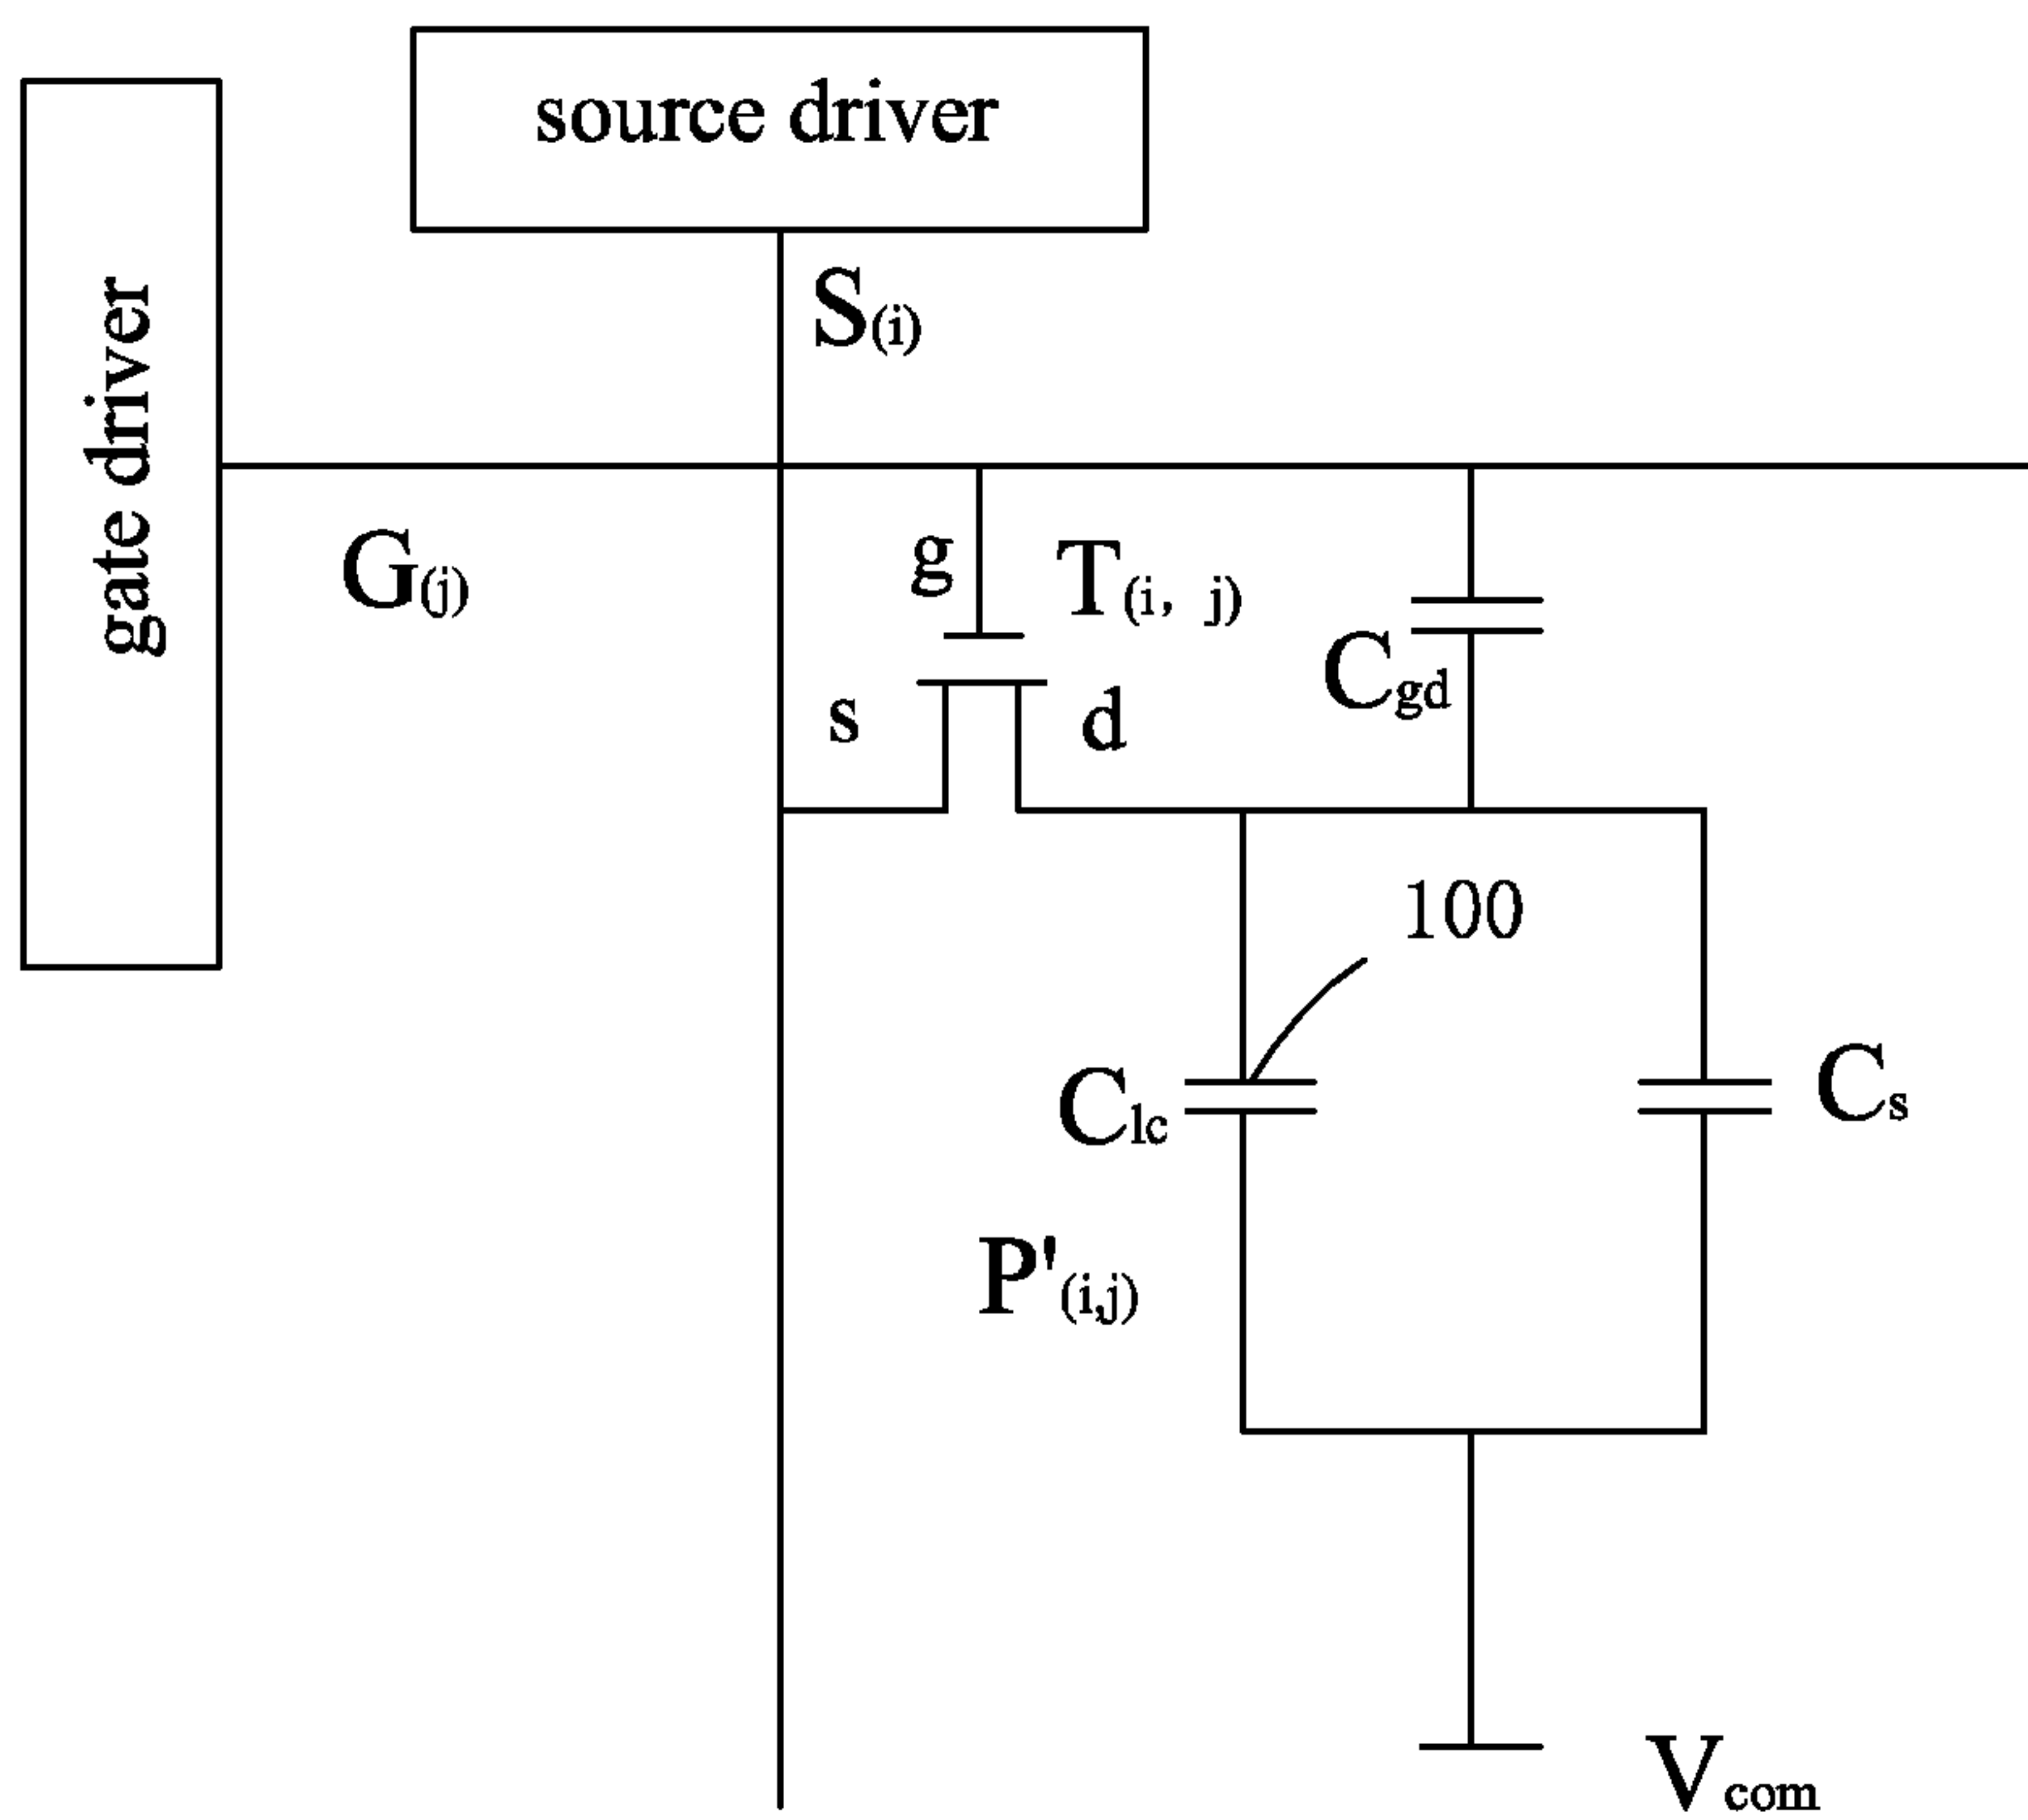 source driver
gate driver
S(i)
G(j)
g
T(i, j)
Cgd
s
d
100
Clc
Cs
P'(i,j)
Vcom